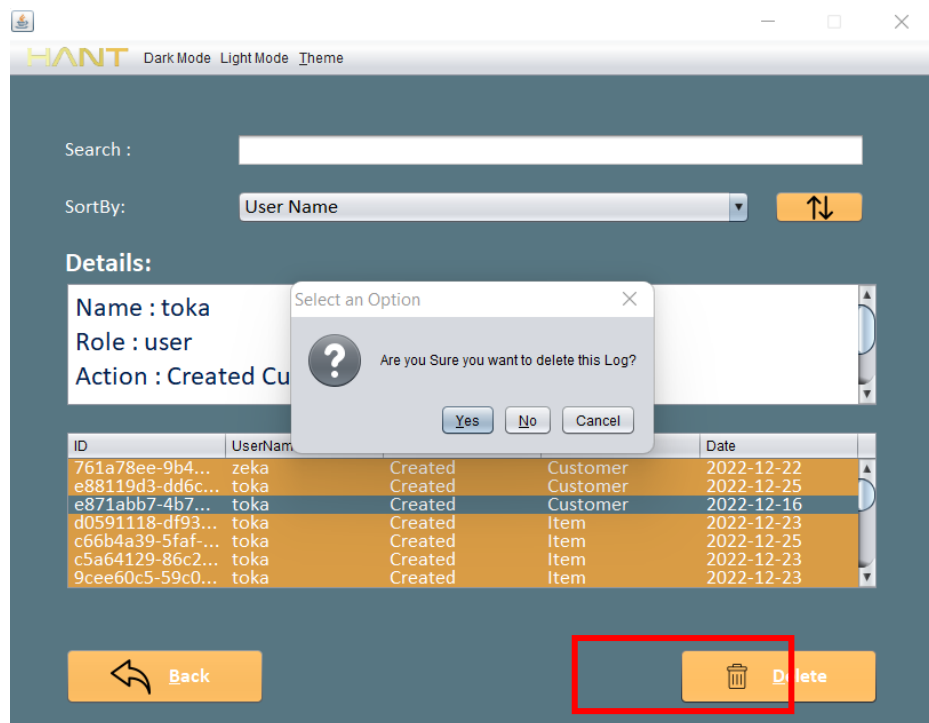 HANT Dark Mode Light Mode Theme
Search :
SortBy: User Name
Details:
Name : toka
Role : user
Action : Created Cu
Select an Option
Are you Sure you want to delete this Log?
Yes No Cancel
ID UserNam Date
761a78ee-9b4... zeka Created Customer 2022-12-22
e88119d3-dd6c... toka Created Customer 2022-12-25
e871abb7-4b7... toka Created Customer 2022-12-16
d0591118-df93... toka Created Item 2022-12-23
c66b4a39-5faf-... toka Created Item 2022-12-25
c5a64129-86c2... toka Created Item 2022-12-23
9cee60c5-59c0... toka Created Item 2022-12-23
Back Delete